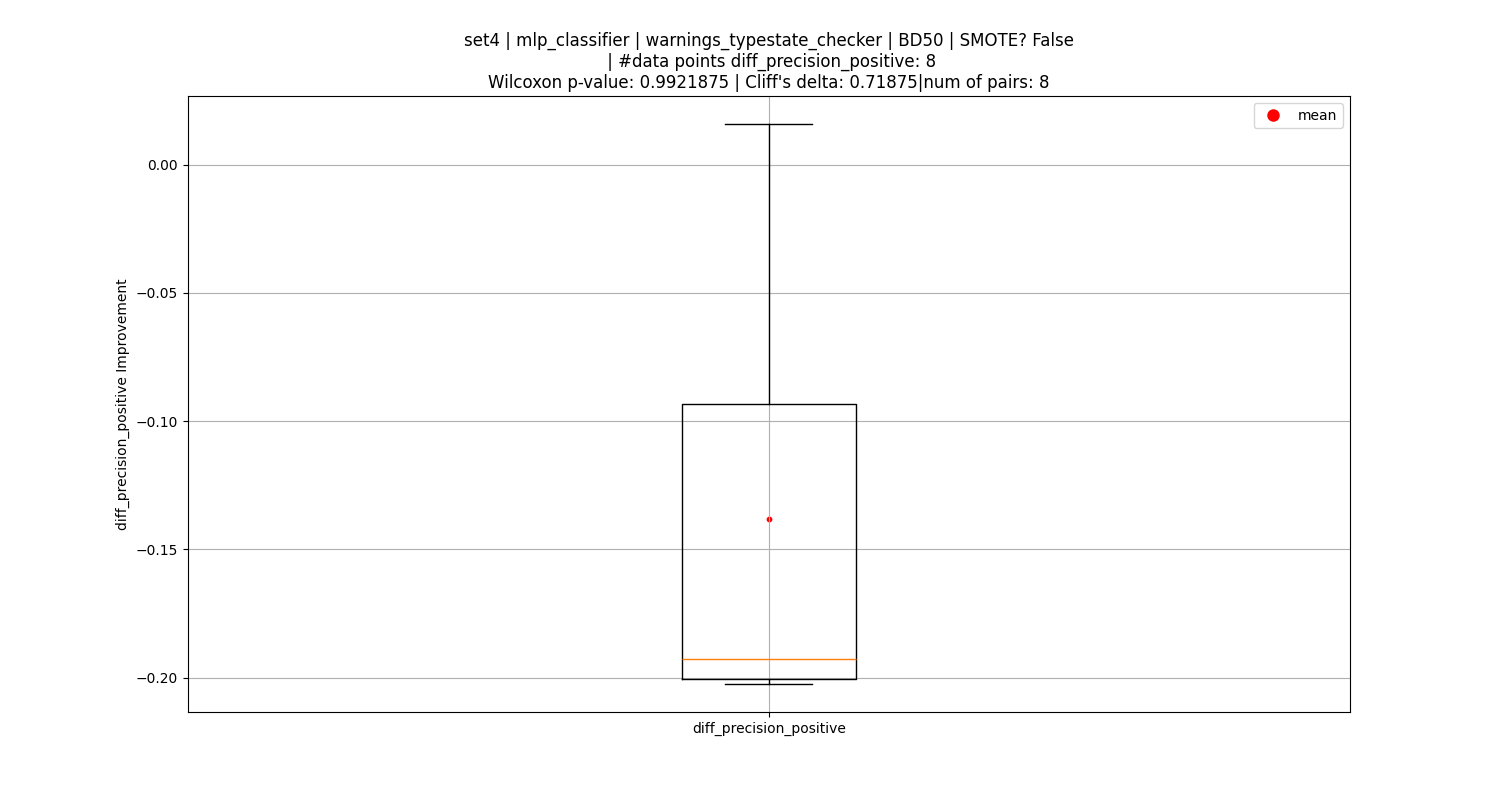 set4 | mlp_classifier | warnings_typestate_checker | BD50 | SMOTE? False
| #data points diff_precision_positive: 8
Wilcoxon p-value: 0.9921875 | Cliff's delta: 0.71875|num of pairs: 8
mean
0.00
−0.05
−0.10
−0.15
−0.20
diff_precision_positive Improvement
diff_precision_positive